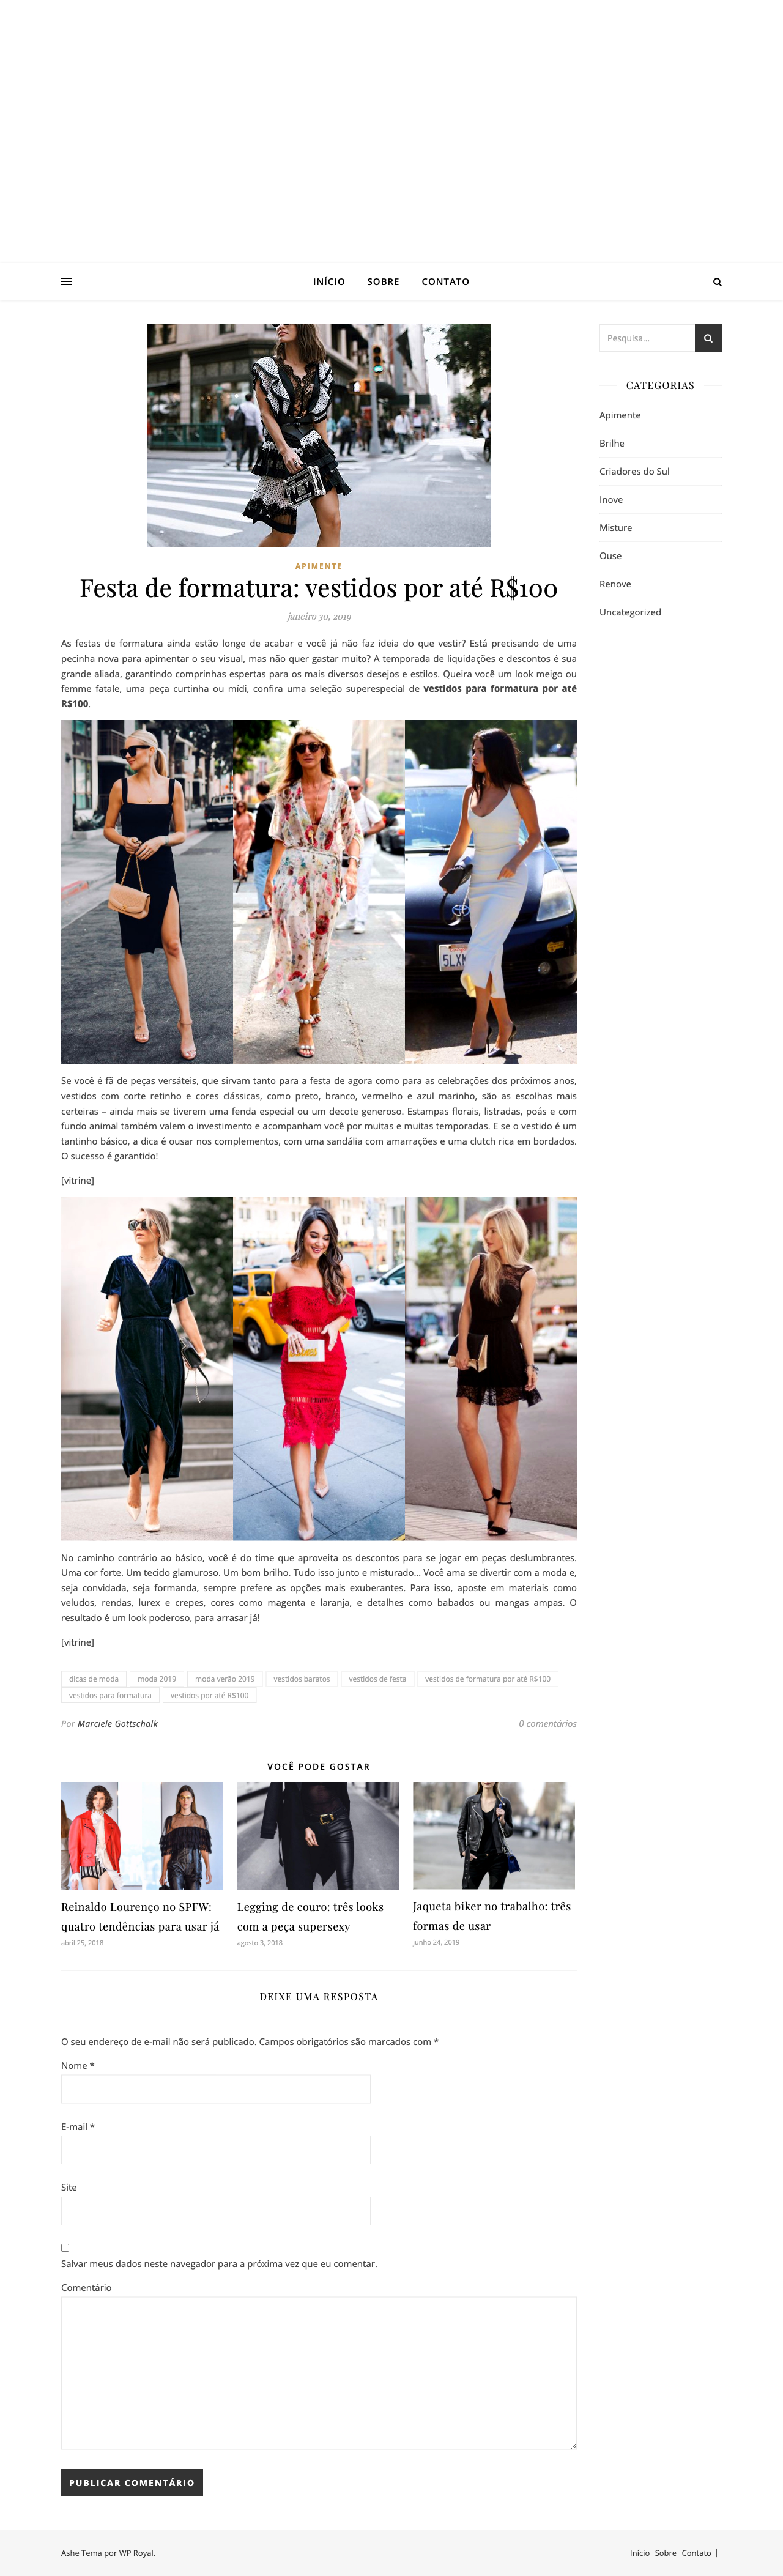 INÍCIO SOBRE CONTATO
APIMENTE
Festa de formatura: vestidos por até R$100
janeiro 30, 2019
As festas de formatura ainda estão longe de acabar e você já não faz ideia do que vestir? Está precisando de uma
pecinha nova para apimentar o seu visual, mas não quer gastar muito? A temporada de liquidações e descontos é sua
grande aliada, garantindo comprinhas espertas para os mais diversos desejos e estilos. Queira você um look meigo ou
femme fatale, uma peça curtinha ou mídi, confira uma seleção superespecial de vestidos para formatura por até
R$100.
Se você é fã de peças versáteis, que sirvam tanto para a festa de agora como para as celebrações dos próximos anos,
vestidos com corte retinho e cores clássicas, como preto, branco, vermelho e azul marinho, são as escolhas mais
certeiras – ainda mais se tiverem uma fenda especial ou um decote generoso. Estampas florais, listradas, poás e com
fundo animal também valem o investimento e acompanham você por muitas e muitas temporadas. E se o vestido é um
tantinho básico, a dica é ousar nos complementos, com uma sandália com amarrações e uma clutch rica em bordados.
O sucesso é garantido!
[vitrine]
No caminho contrário ao básico, você é do time que aproveita os descontos para se jogar em peças deslumbrantes.
Uma cor forte. Um tecido glamuroso. Um bom brilho. Tudo isso junto e misturado... Você ama se divertir com a moda e,
seja convidada, seja formanda, sempre prefere as opções mais exuberantes. Para isso, aposte em materiais como
veludos, rendas, lurex e crepes, cores como magenta e laranja, e detalhes como babados ou mangas ampas. O
resultado é um look poderoso, para arrasar já!
[vitrine]
dicas de moda moda 2019 moda verão 2019 vestidos baratos vestidos de festa vestidos de formatura por até R$100
vestidos para formatura vestidos por até R$100
Por Marciele Gottschalk 0 comentários
VOCÊ PODE GOSTAR
Reinaldo Lourenço no SPFW:
quatro tendências para usar já
abril 25, 2018
Legging de couro: três looks
com a peça supersexy
agosto 3, 2018
Jaqueta biker no trabalho: três
formas de usar
junho 24, 2019
DEIXE UMA RESPOSTA
O seu endereço de e-mail não será publicado. Campos obrigatórios são marcados com *
Nome *
E-mail *
Site
Salvar meus dados neste navegador para a próxima vez que eu comentar.
Comentário
PUBLICAR COMENTÁRIO
Pesquisa...
CATEGORIAS
Apimente
Brilhe
Criadores do Sul
Inove
Misture
Ouse
Renove
Uncategorized
Ashe Tema por WP Royal. Início Sobre Contato |